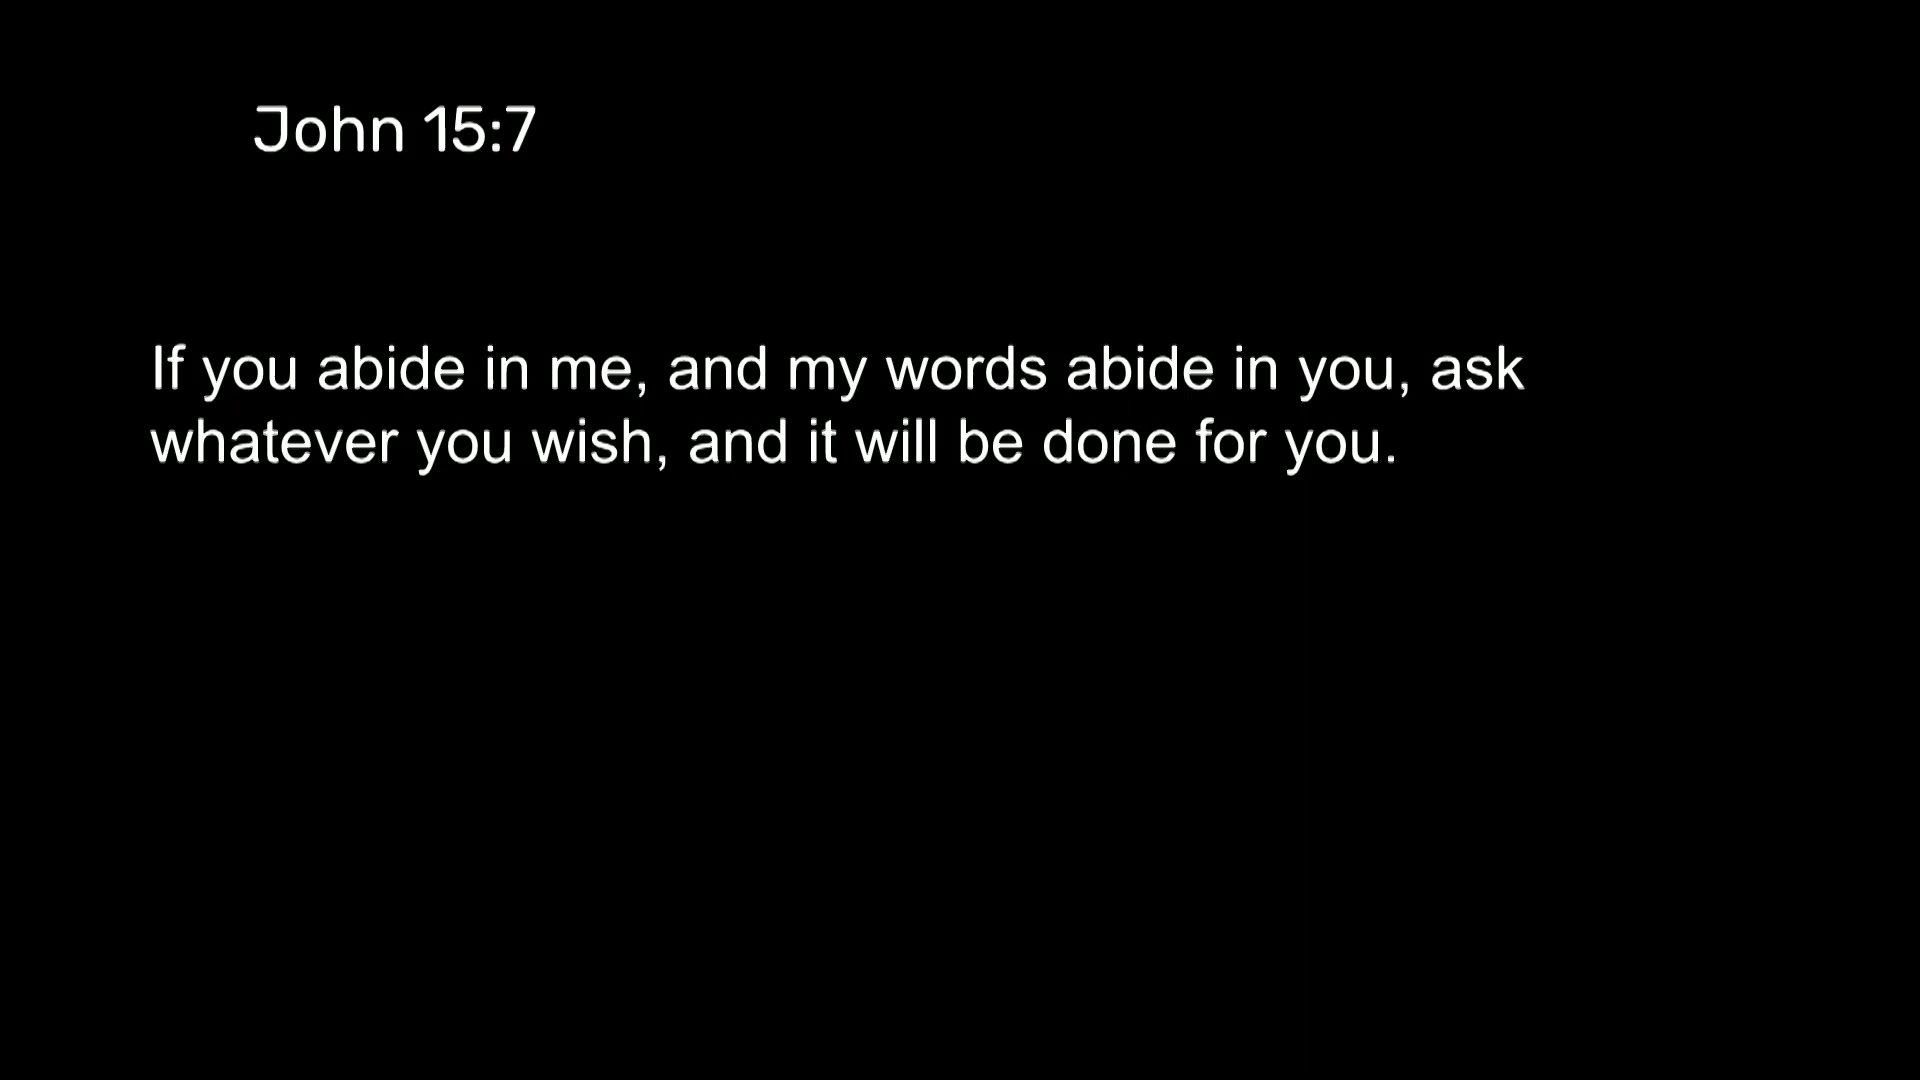 John 15:7
If you abide in me, and my words abide in you, ask
whatever you wish, and it will be done for you.